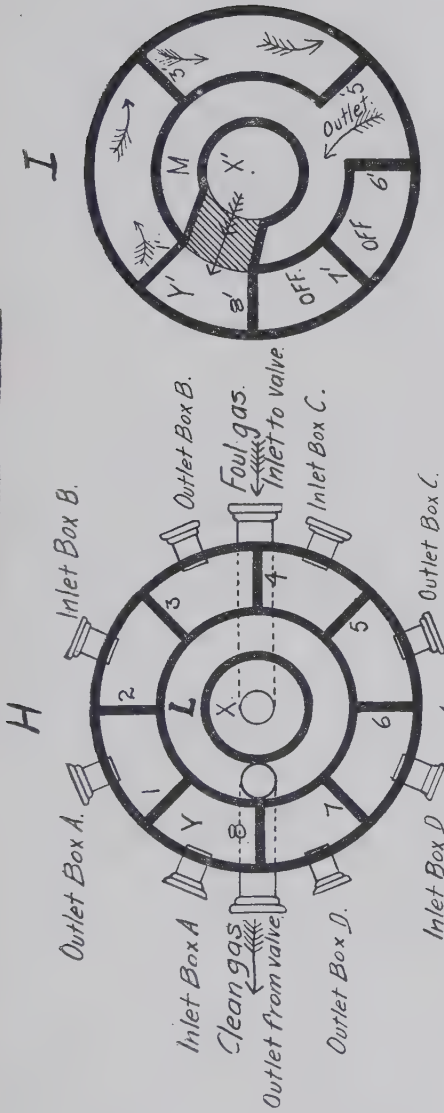 H
Outlet Box A.
Inlet Box B.
Inlet Box A
Outlet Box B.
1
2
3
Y
L
X
4
8
5
6
7
Clean gas
Outlet from valve.
Foul gas.
Inlet to valve.
Outlet Box D.
Inlet Box C.
Inlet Box D
Outlet Box C.
I
3'
Y'
M
X'
8'
OFF.
7'
OFF
6'
Outlet.
5'